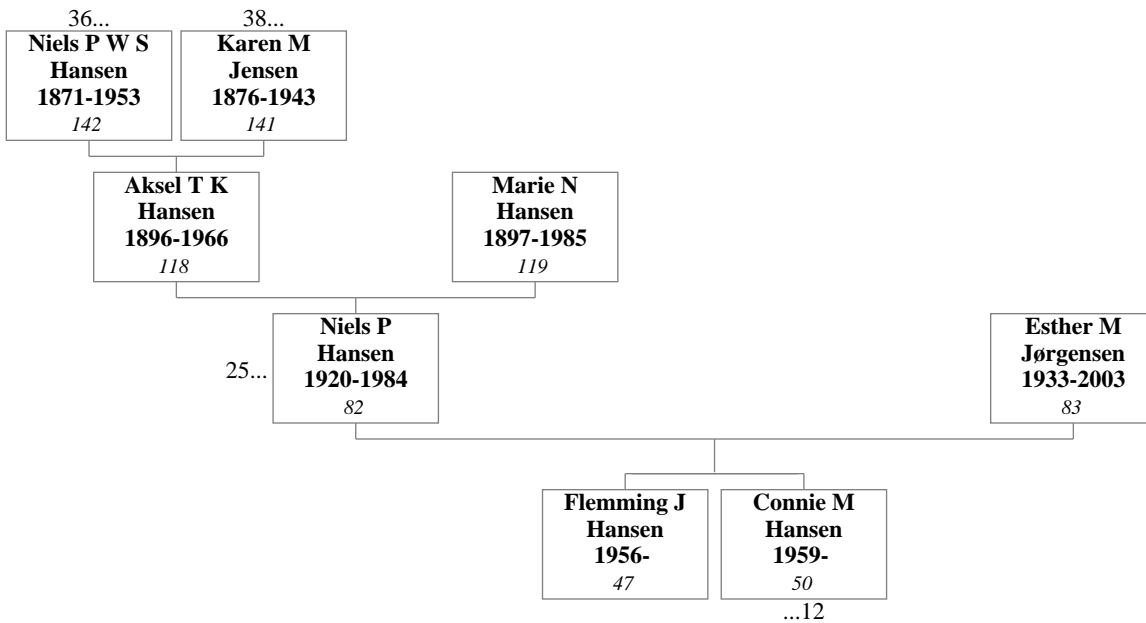 36...
Niels P W S
Hansen
1871-1953
142
38...
Karen M
Jensen
1876-1943
141
Aksel T K
Hansen
1896-1966
118
Marie N
Hansen
1897-1985
119
25...
Niels P
Hansen
1920-1984
82
Esther M
Jørgensen
1933-2003
83
Flemming J
Hansen
1956-
47
Connie M
Hansen
1959-
50
...12